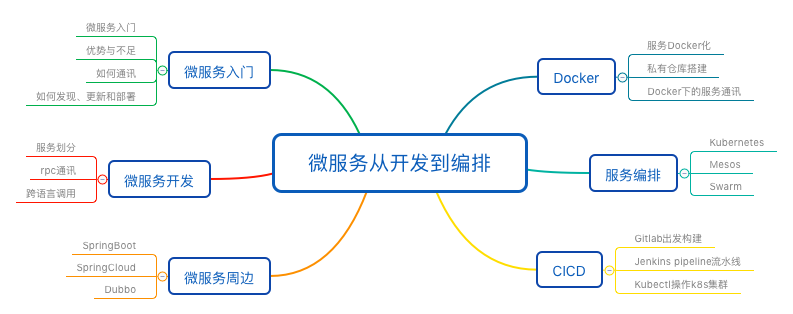 微服务从开发到编排
微服务入门
微服务入门
优势与不足
如何通讯
如何发现、更新和部署
微服务开发
服务划分
rpc通讯
跨语言调用
微服务周边
SpringBoot
SpringCloud
Dubbo
Docker
服务Docker化
私有仓库搭建
Docker下的服务通讯
服务编排
Kubernetes
Mesos
Swarm
CICD
Gitlab出发构建
Jenkins pipeline流水线
Kubectl操作k8s集群